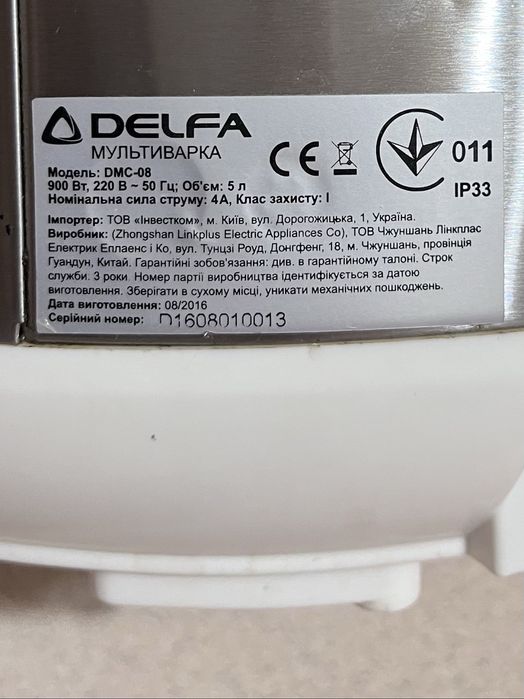 DELFA
МУЛЬТИВАРКА
Модель: DMC-08
900 Вт, 220 В ~ 50 Гц; Об'єм: 5 л
Номінальна сила струму: 4А, Клас захисту: I
CE
011
IP33
Імпортер: ТОВ «Інвестком», м. Київ, вул. Дорогожицька, 1, Україна.
Виробник: (Zhongshan Linkplus Electric Appliances Co), ТОВ Чжуншань Лінкплас
Електрик Епплаенс і Ко, вул. Тунцзі Роуд, Донгфенг, 18, м. Чжуншань, провінція
Гуандун, Китай. Гарантійні зобов'язання: див. в гарантійному талоні. Строк
служби. 3 роки. Номер партії виробництва ідентифікується за датою
виготовлення. Зберігати в сухому місці, уникати механічних пошкоджень.
Дата виготовлення: 08/2016
Серійний номер: D1608010013